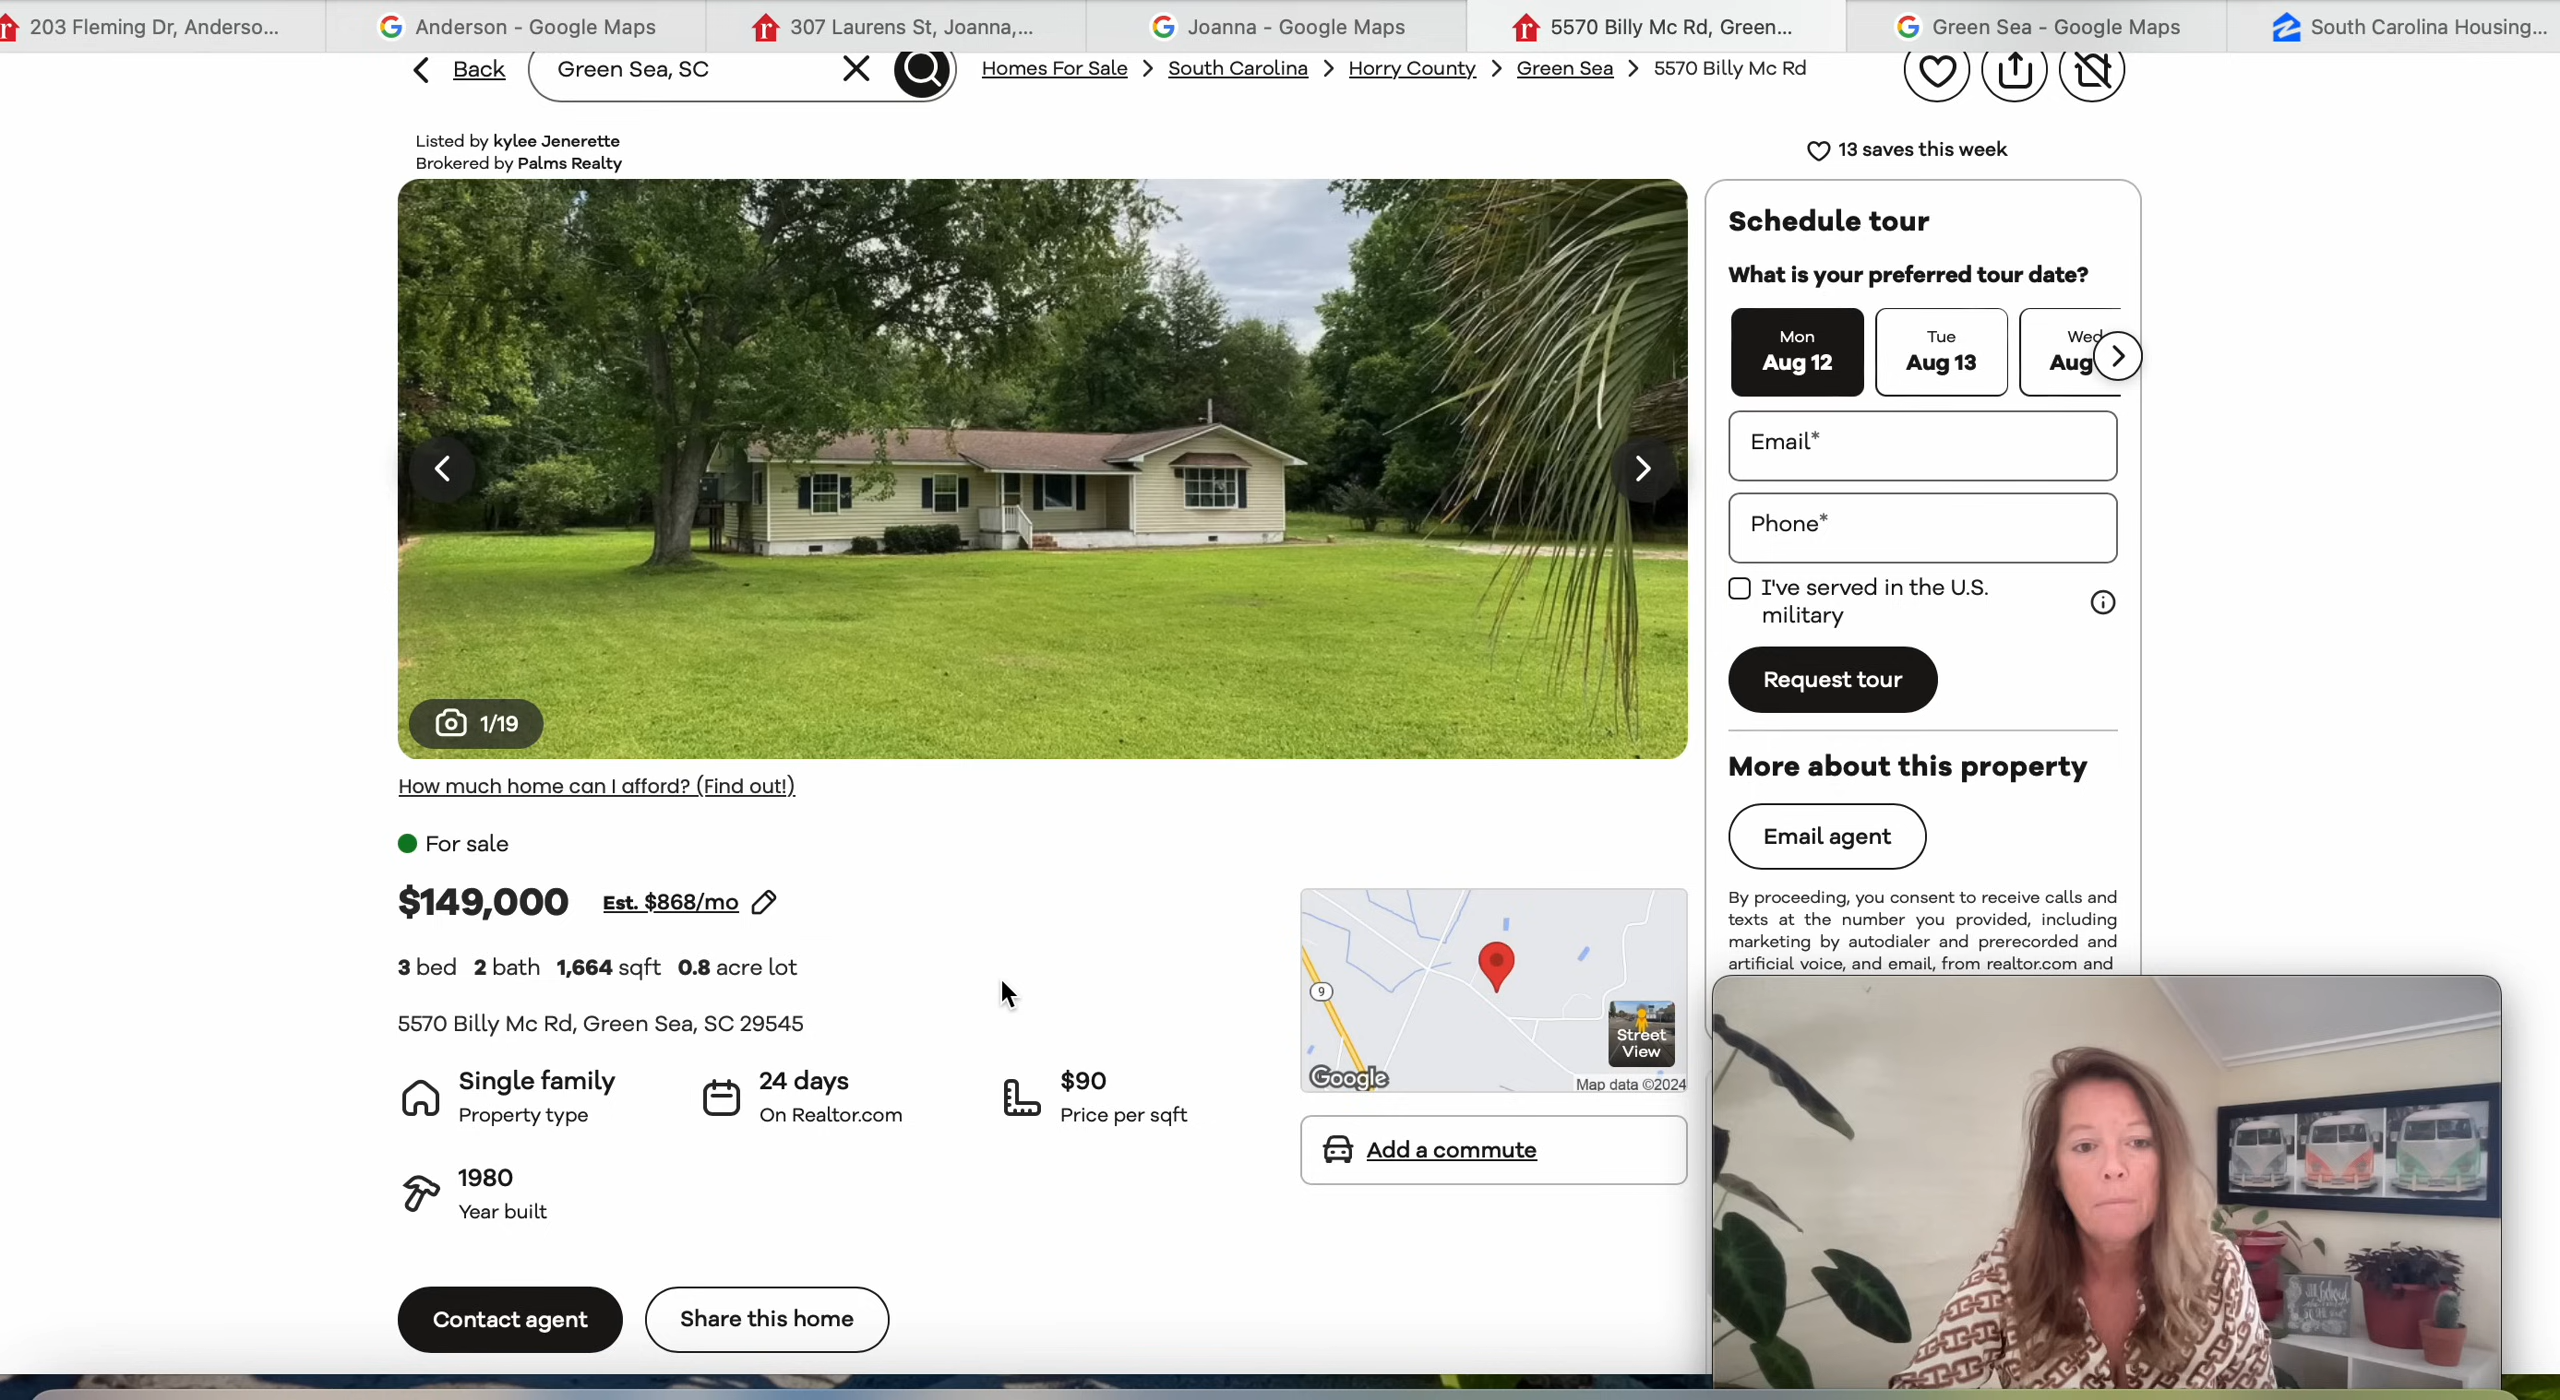 203 Fleming Dr, Anderso...
Anderson - Google Maps
307 Laurens St, Joanna,...
Joanna - Google Maps
5570 Billy Mc Rd, Green...
Green Sea - Google Maps
South Carolina Housing...
Back
Green Sea, SC
Homes For Sale > South Carolina > Horry County > Green Sea > 5570 Billy Mc Rd
Listed by kylee Jenerette
Brokered by Palms Realty
13 saves this week
1/19
How much home can I afford? (Find out!)
For sale
$149,000 Est. $868/mo
3 bed 2 bath 1,664 sqft 0.8 acre lot
5570 Billy Mc Rd, Green Sea, SC 29545
Single family
Property type
24 days
On Realtor.com
$90
Price per sqft
1980
Year built
Contact agent
Share this home
9
Street
View
Google
Map data ©2024
Add a commute
Schedule tour
What is your preferred tour date?
Mon
Aug 12
Tue
Aug 13
Wed
Aug
Email*
Phone*
I've served in the U.S.
military
Request tour
More about this property
Email agent
By proceeding, you consent to receive calls and
texts at the number you provided, including
marketing by autodialer and prerecorded and
artificial voice, and email, from realtor.com and